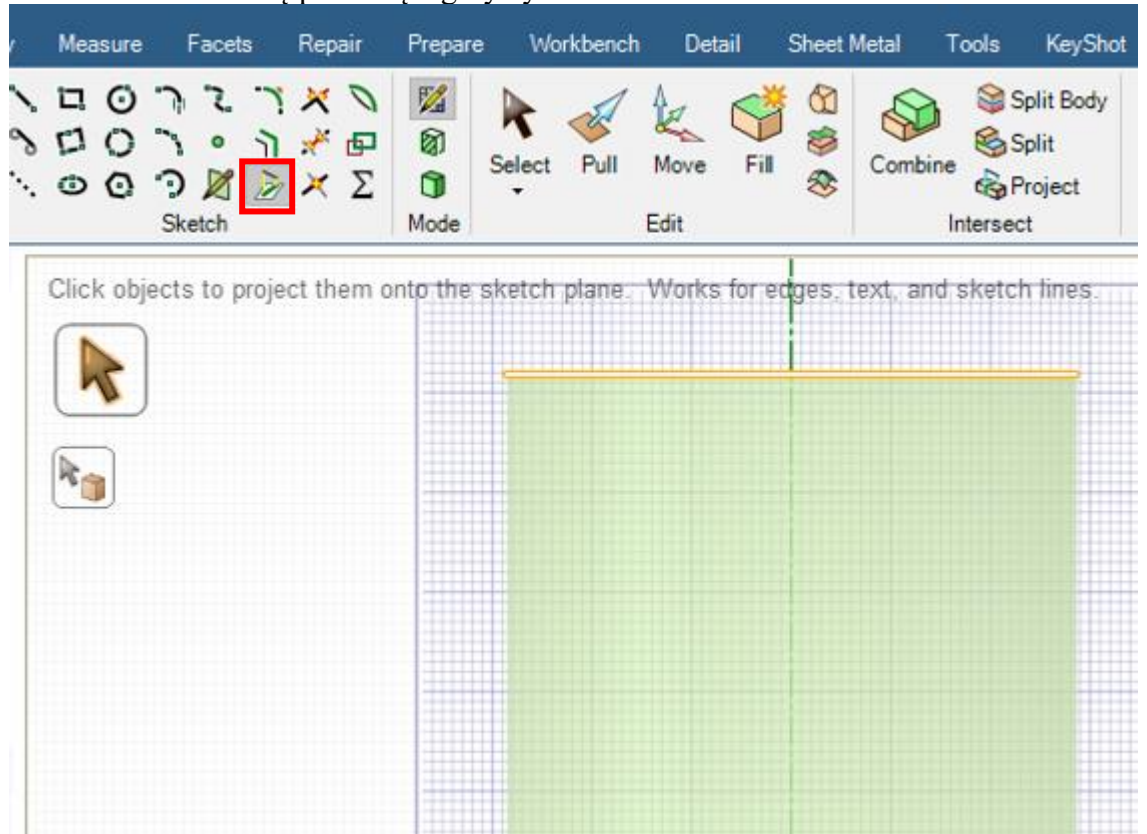 Measure Facets Repair Prepare Workbench Detail Sheet Metal Tools KeyShot
Select Pull Move Fill Combine
Split Body
Split
Project
Sketch Mode Edit Intersect
Click objects to project them onto the sketch plane. Works for edges, text, and sketch lines.